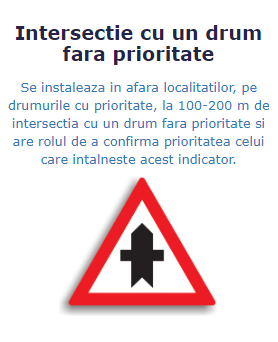 Intersectie cu un drum
fara prioritate
Se instaleaza in afara localitatilor, pe
drumurile cu prioritate, la 100-200 m de
intersectia cu un drum fara prioritate si
are rolul de a confirma prioritatea celui
care intalneste acest indicator.